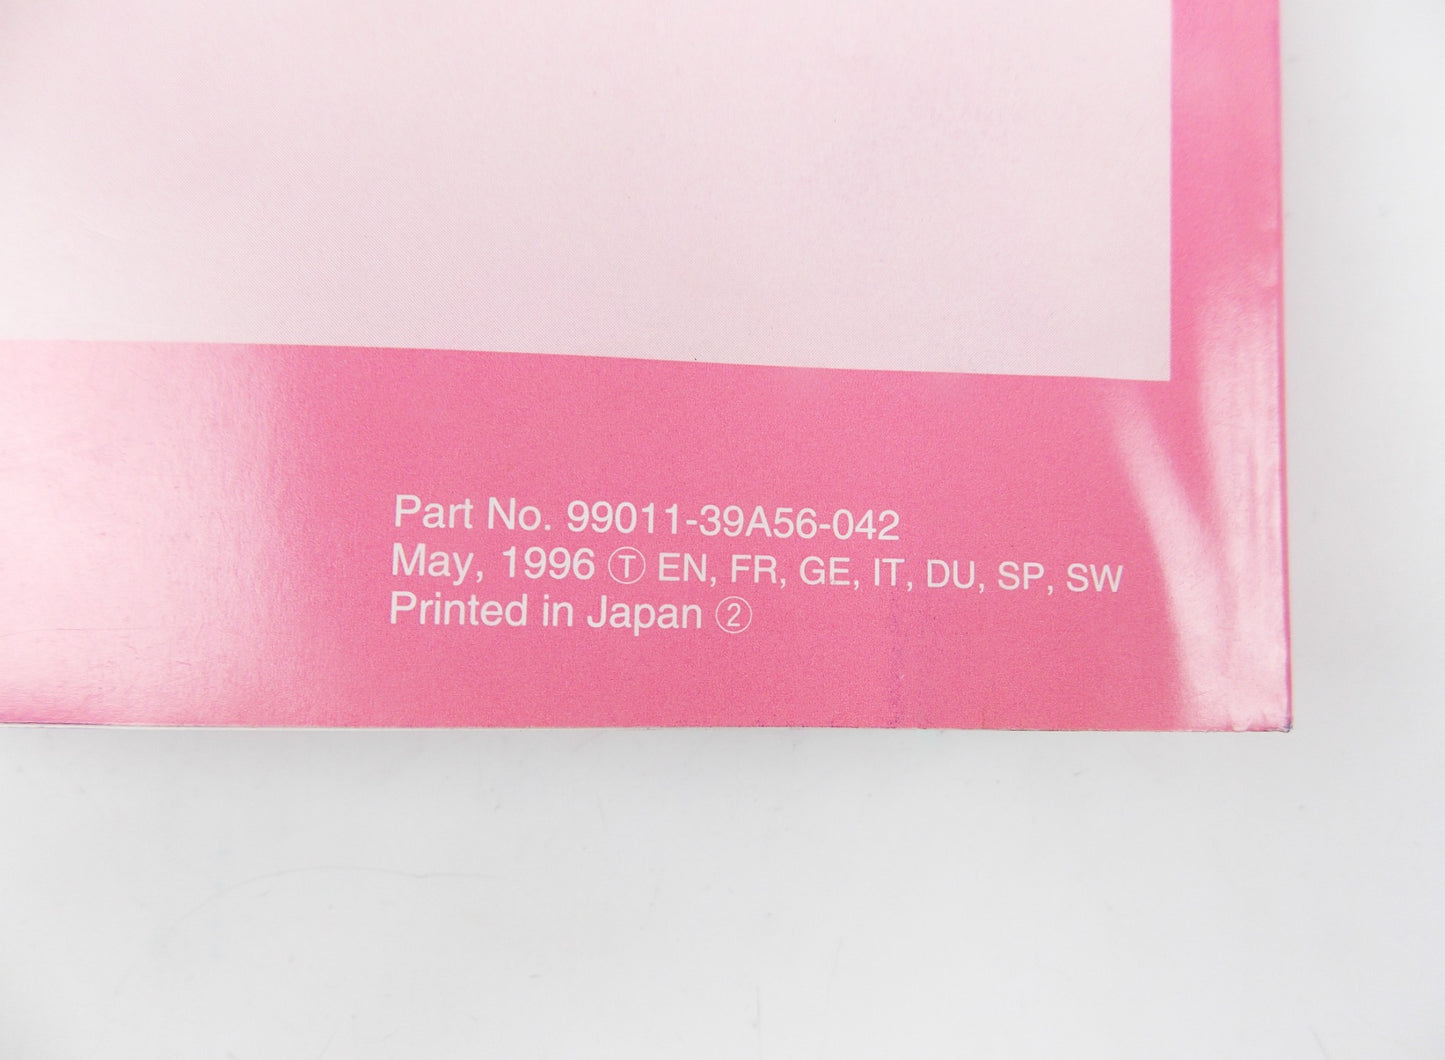 Part No. 99011-39A56-042
May, 1996 Ⓣ EN, FR, GE, IT, DU, SP, SW
Printed in Japan ②